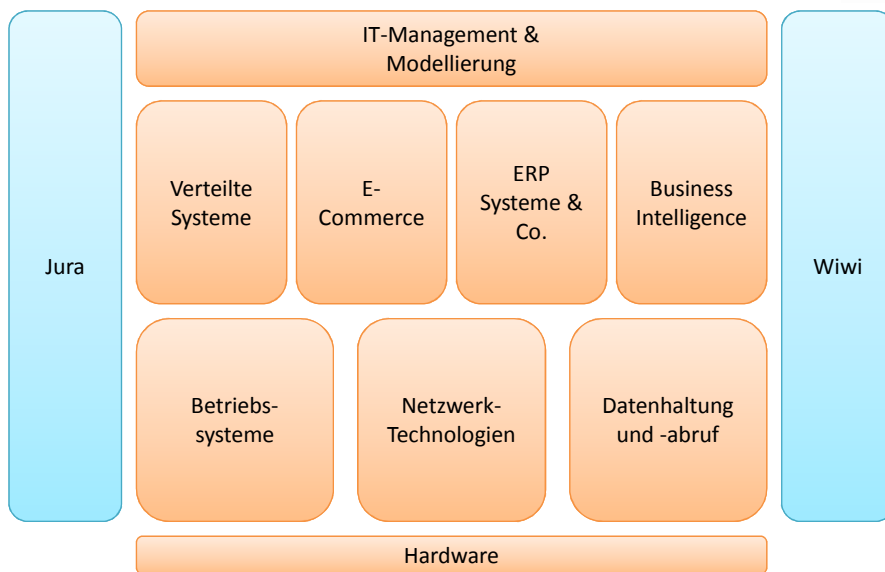 IT-Management &
Modellierung
Verteilte
Systeme
E-
Commerce
ERP
Systeme &
Co.
Business
Intelligence
Jura
Wiwi
Betriebs-
systeme
Netzwerk-
Technologien
Datenhaltung
und -abruf
Hardware